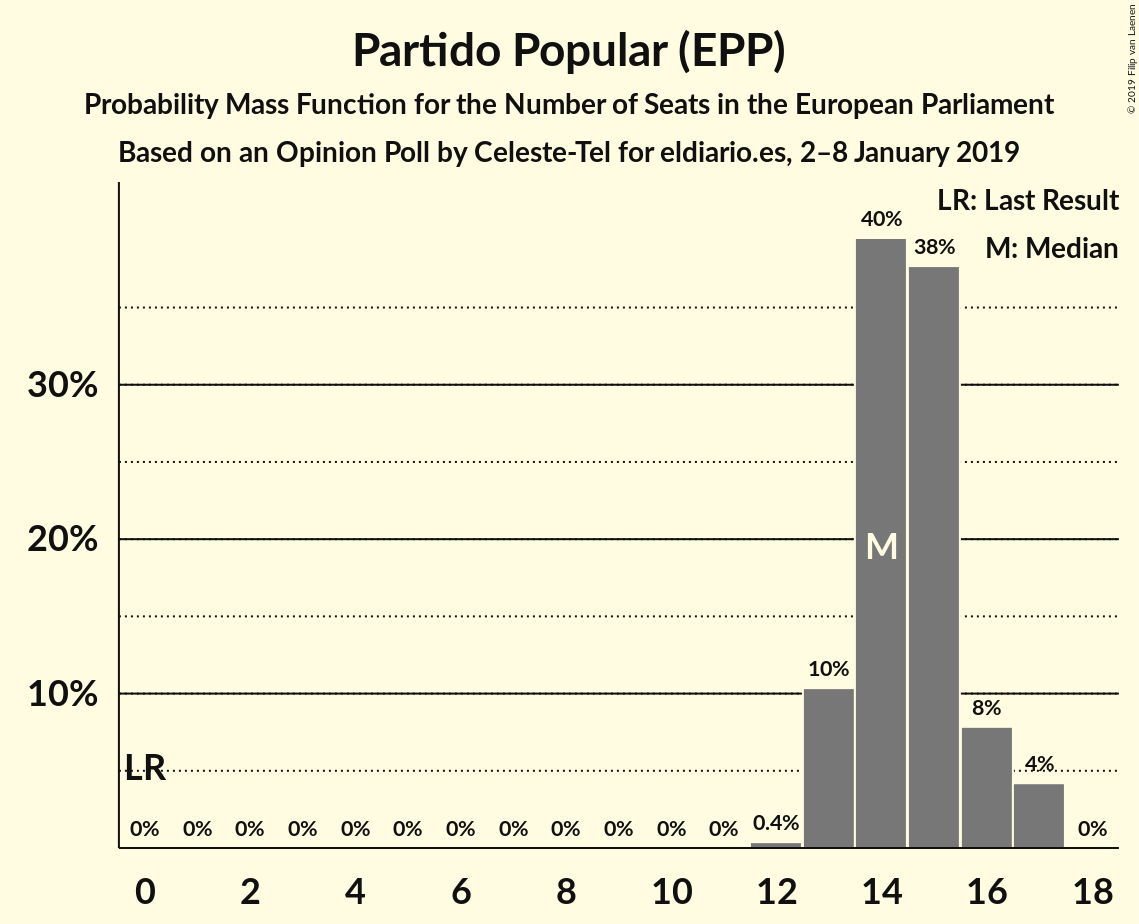 Partido Popular (EPP)
Probability Mass Function for the Number of Seats in the European Parliament
Based on an Opinion Poll by Celeste-Tel for eldiario.es, 2–8 January 2019
© 2019 Filip van Laenen
LR: Last Result
M: Median
40%
38%
30%
20%
M
10%
10%
8%
4%
LR
0% 0% 0% 0% 0% 0% 0% 0% 0% 0% 0% 0% 0.4% 0%
0 2 4 6 8 10 12 14 16 18